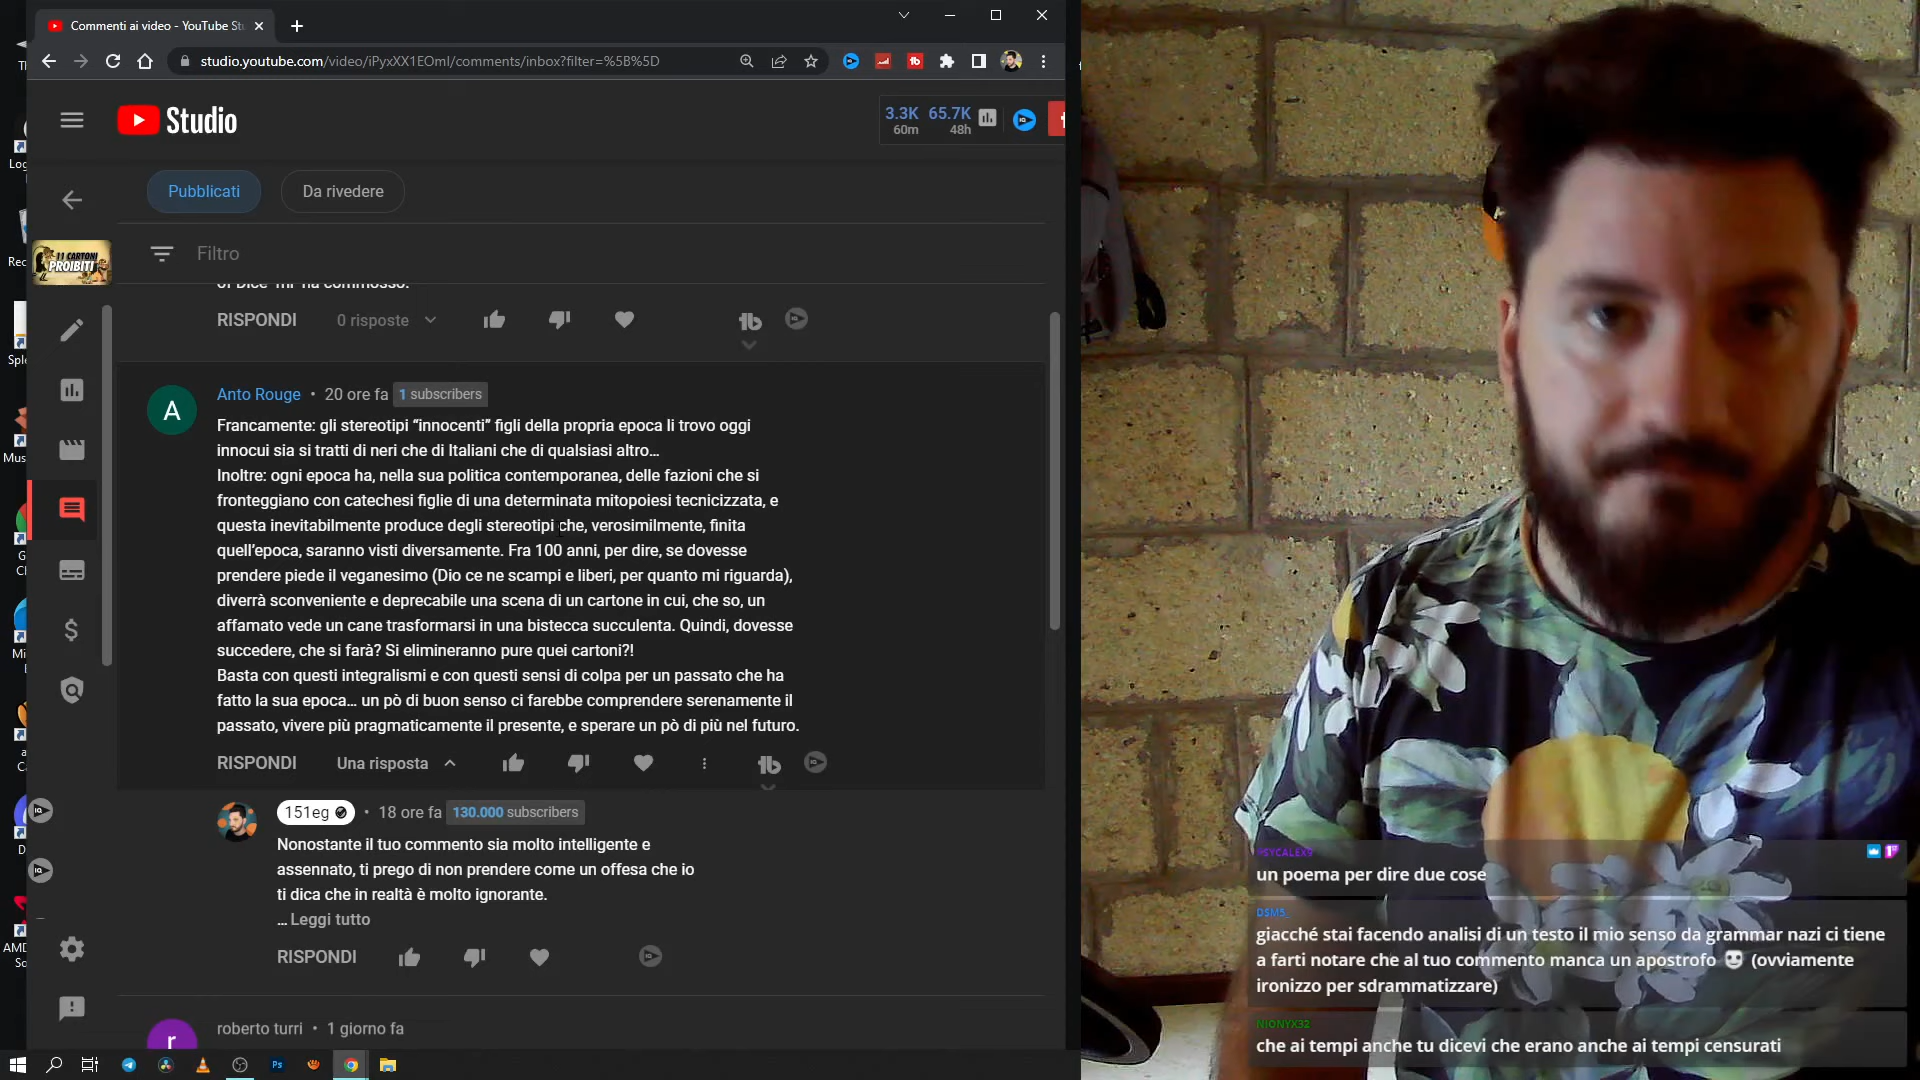 Commenti ai video - YouTube St
studio.youtube.com/video/iPyxXX1EOmI/comments/inbox?filter=%5B%5D
Studio
3.3K 65.7K
60m 48h
Pubblicati
Da rivedere
11 CARTONI
PROIBITI
Filtro
RISPONDI 0 risposte
Anto Rouge • 20 ore fa 1 subscribers
A
Francamente: gli stereotipi “innocenti” figli della propria epoca li trovo oggi
innocui sia si tratti di neri che di Italiani che di qualsiasi altro...
Inoltre: ogni epoca ha, nella sua politica contemporanea, delle fazioni che si
fronteggiano con catechesi figlie di una determinata mitopoiesi tecnicizzata, e
questa inevitabilmente produce degli stereotipi che, verosimilmente, finita
quell'epoca, saranno visti diversamente. Fra 100 anni, per dire, se dovesse
prendere piede il veganesimo (Dio ce ne scampi e liberi, per quanto mi riguarda),
diverrà sconveniente e deprecabile una scena di un cartone in cui, che so, un
affamato vede un cane trasformarsi in una bistecca succulenta. Quindi, dovesse
succedere, che si farà? Si elimineranno pure quei cartoni?!
Basta con questi integralismi e con questi sensi di colpa per un passato che ha
fatto la sua epoca... un pò di buon senso ci farebbe comprendere serenamente il
passato, vivere più pragmaticamente il presente, e sperare un pò di più nel futuro.
RISPONDI Una risposta
151eg • 18 ore fa 130.000 subscribers
Nonostante il tuo commento sia molto intelligente e
assennato, ti prego di non prendere come un offesa che io
ti dica che in realtà è molto ignorante.
... Leggi tutto
RISPONDI
roberto turri • 1 giorno fa
r
SYCALEX9
un poema per dire due cose
DSM5_
giacché stai facendo analisi di un testo il mio senso da grammar nazi ci tiene
a farti notare che al tuo commento manca un apostrofo (ovviamente
ironizzo per sdrammatizzare)
NIONYX32
che ai tempi anche tu dicevi che erano anche ai tempi censurati